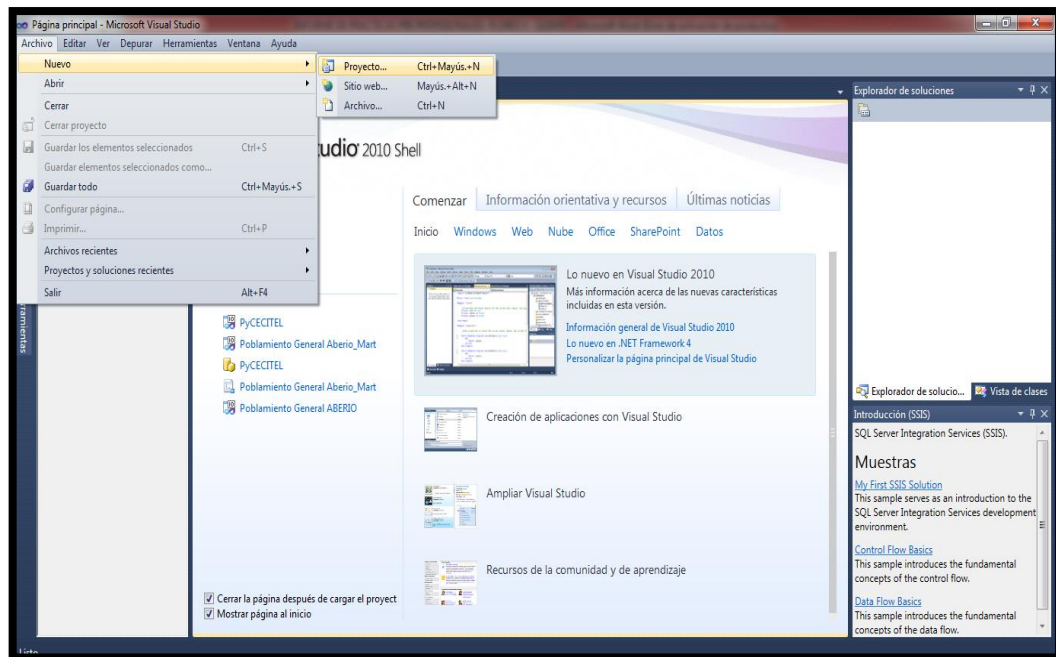 Página principal - Microsoft Visual Studio
Archivo Editar Ver Depurar Herramientas Ventana Ayuda
Nuevo
Abrir
Cerrar
Cerrar proyecto
Guardar los elementos seleccionados Ctrl+S
Guardar elementos seleccionados como...
Guardar todo Ctrl+Mayús.+S
Configurar página...
Imprimir... Ctrl+P
Archivos recientes
Proyectos y soluciones recientes
Salir Alt+F4
Proyecto... Ctrl+Mayús.+N
Sitio web... Mayús.+Alt+N
Archivo... Ctrl+N
udio 2010 Shell
ramientas
PyCECITEL
Poblamiento General Aberio_Mart
PyCECITEL
Poblamiento General Aberio_Mart
Poblamiento General ABERIO
Cerrar la página después de cargar el proyect
Mostrar página al inicio
Comenzar Información orientativa y recursos Últimas noticias
Inicio Windows Web Nube Office SharePoint Datos
Lo nuevo en Visual Studio 2010
Más información acerca de las nuevas características
incluidas en esta versión.
Información general de Visual Studio 2010
Lo nuevo en .NET Framework 4
Personalizar la página principal de Visual Studio
Creación de aplicaciones con Visual Studio
Ampliar Visual Studio
Recursos de la comunidad y de aprendizaje
Explorador de soluciones
Explorador de solucio... Vista de clases
Introducción (SSIS)
SQL Server Integration Services (SSIS).
Muestras
My First SSIS Solution
This sample serves as an introduction to the
SQL Server Integration Services development
environment.
Control Flow Basics
This sample introduces the fundamental
concepts of the control flow.
Data Flow Basics
This sample introduces the fundamental
concepts of the data flow.
Listo